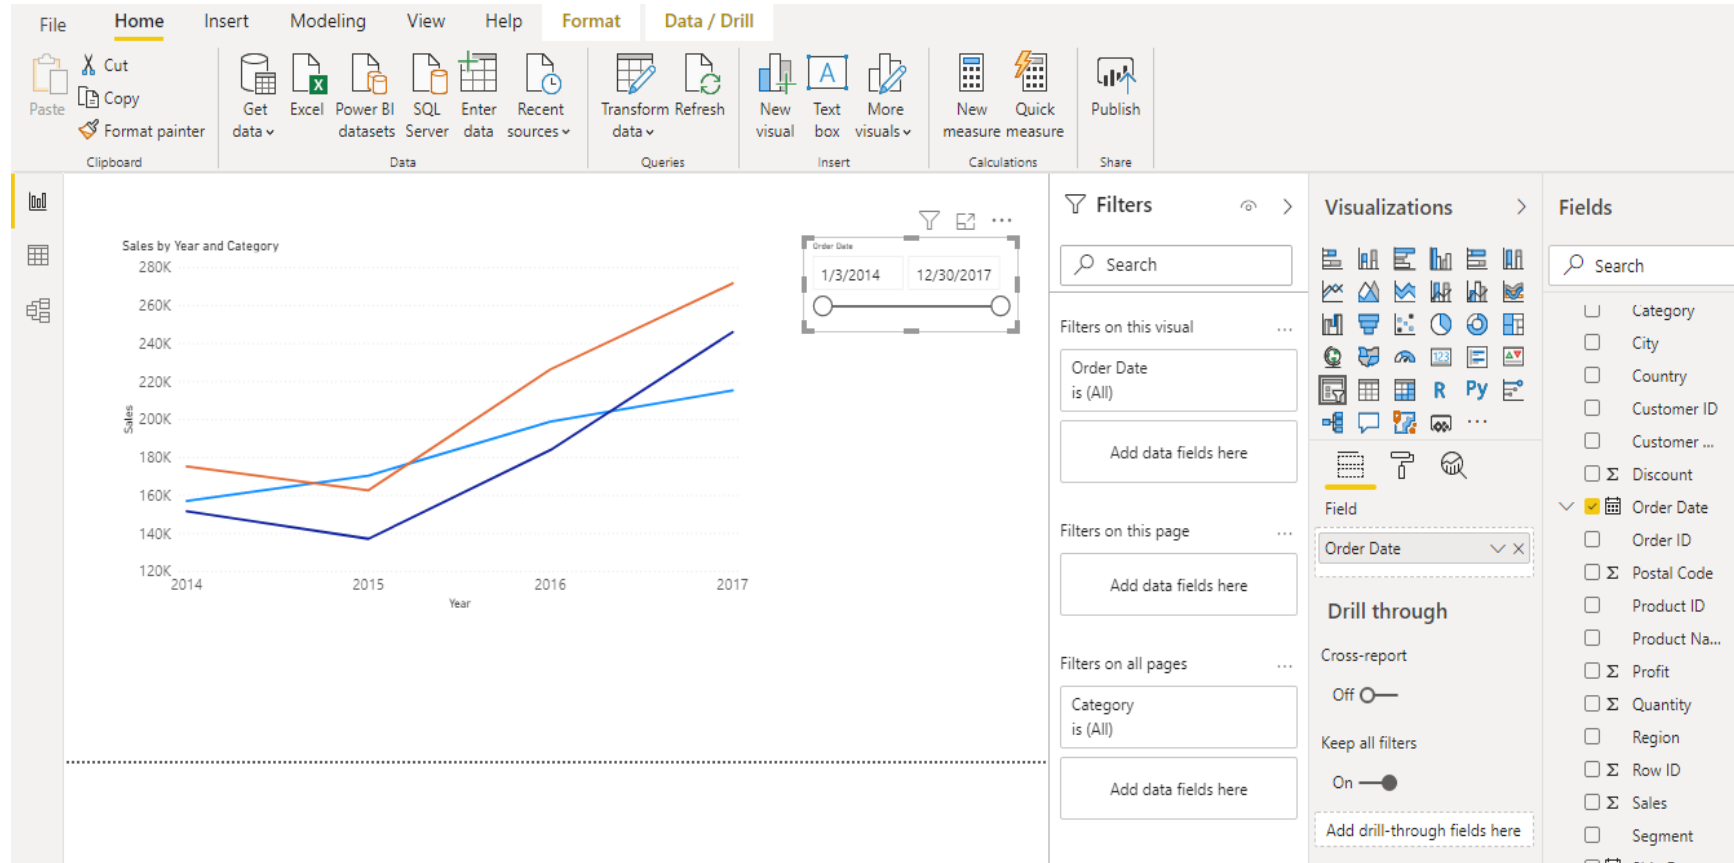 File Home Insert Modeling View Help Format Data / Drill
Paste
Cut
Copy
Format painter
Clipboard
Get data
Excel
Power BI datasets
SQL Server
Enter data
Recent sources
Data
Transform data
Refresh
Queries
New visual
Text box
More visuals
Insert
New measure
Quick measure
Calculations
Publish
Share
Sales by Year and Category
280K
260K
240K
220K
200K
180K
160K
140K
120K
Sales
2014 2015 2016 2017
Year
Order Date
1/3/2014 12/30/2017
Filters
Search
Filters on this visual
Order Date
is (All)
Add data fields here
Filters on this page
Add data fields here
Filters on all pages
Category
is (All)
Add data fields here
Visualizations
123
R Py
Field
Order Date
Drill through
Cross-report
Off
Keep all filters
On
Add drill-through fields here
Fields
Search
Category
City
Country
Customer ID
Customer ...
Σ Discount
Order Date
Order ID
Σ Postal Code
Product ID
Product Na...
Σ Profit
Σ Quantity
Region
Σ Row ID
Σ Sales
Segment